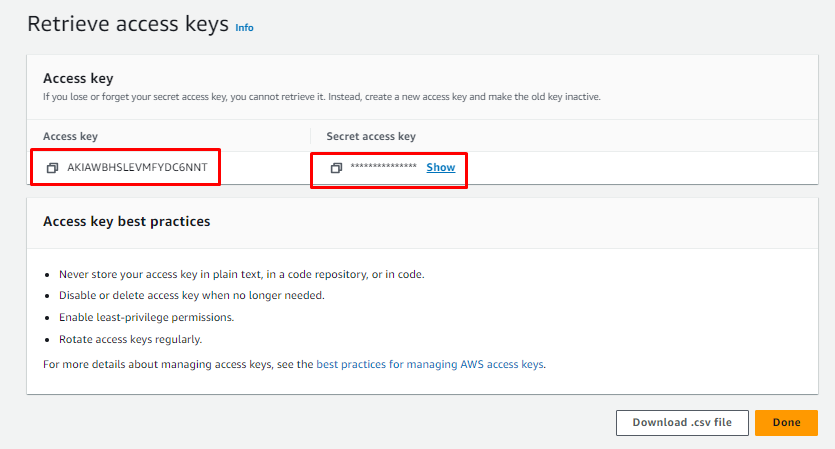 Retrieve access keys Info
Access key
If you lose or forget your secret access key, you cannot retrieve it. Instead, create a new access key and make the old key inactive.
Access key Secret access key
AKIAWBHSLEVMFYDC6NNT *************** Show
Access key best practices
• Never store your access key in plain text, in a code repository, or in code.
• Disable or delete access key when no longer needed.
• Enable least-privilege permissions.
• Rotate access keys regularly.
For more details about managing access keys, see the best practices for managing AWS access keys.
Download .csv file Done